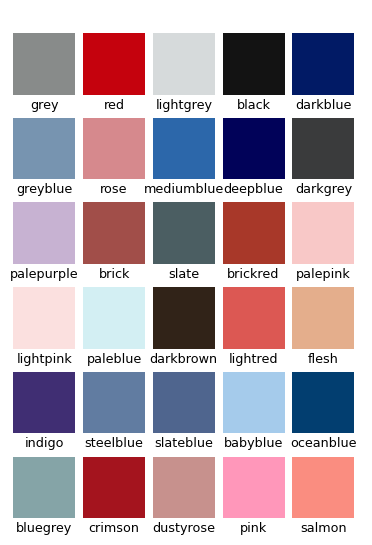 grey red lightgrey black darkblue
greyblue rose mediumblue deepblue darkgrey
palepurple brick slate brickred palepink
lightpink paleblue darkbrown lightred flesh
indigo steelblue slateblue babyblue oceanblue
bluegrey crimson dustyrose pink salmon